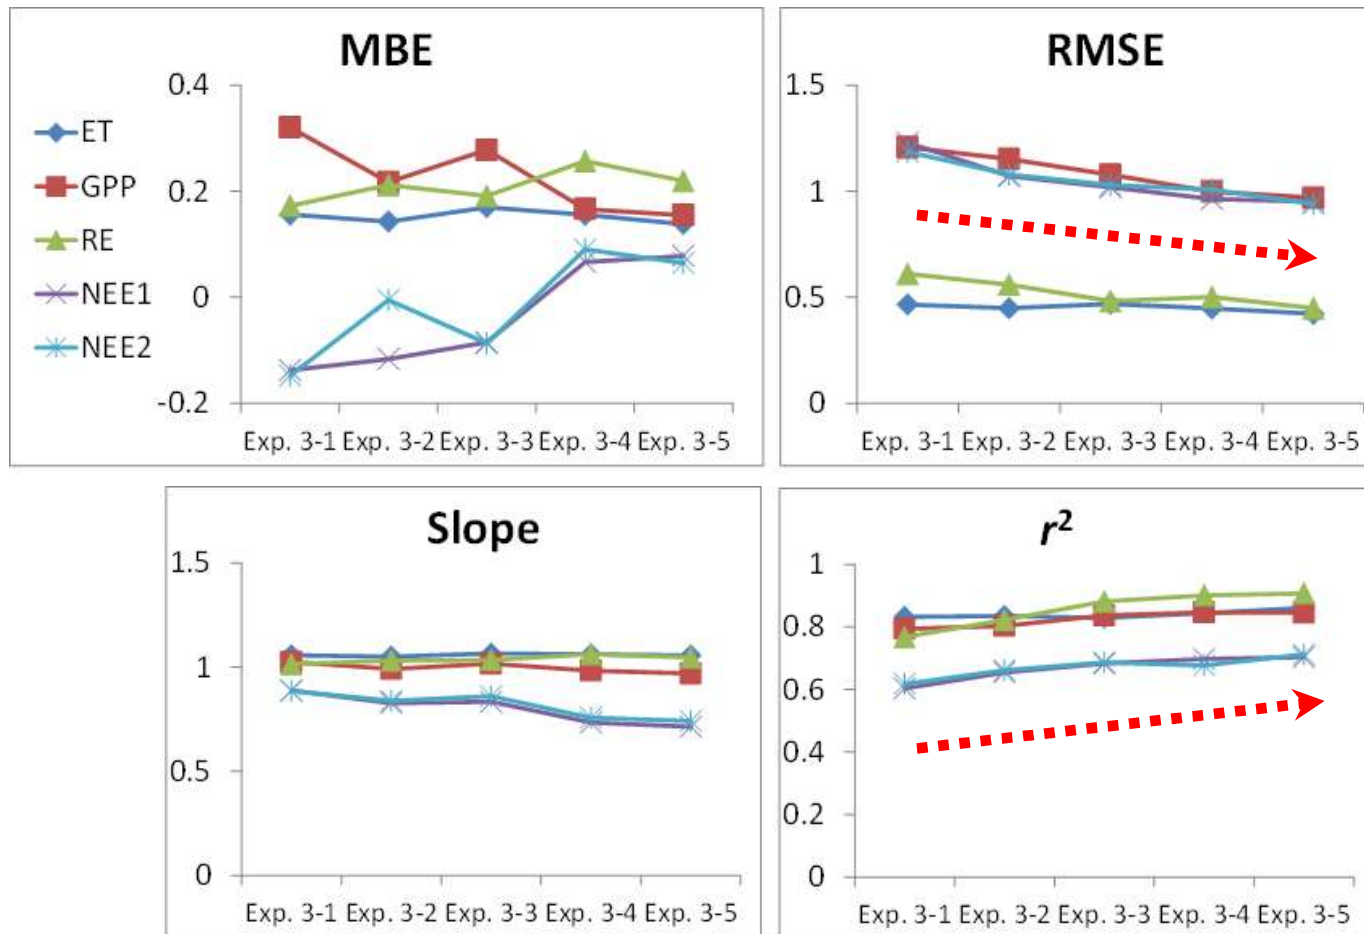 MBE
0.4
0.2
0
-0.2
ET
GPP
RE
NEE1
NEE2
Exp. 3-1 Exp. 3-2 Exp. 3-3 Exp. 3-4 Exp. 3-5
RMSE
1.5
1
0.5
0
Exp. 3-1 Exp. 3-2 Exp. 3-3 Exp. 3-4 Exp. 3-5
Slope
1.5
1
0.5
0
Exp. 3-1 Exp. 3-2 Exp. 3-3 Exp. 3-4 Exp. 3-5
r²
1
0.8
0.6
0.4
0.2
0
Exp. 3-1 Exp. 3-2 Exp. 3-3 Exp. 3-4 Exp. 3-5